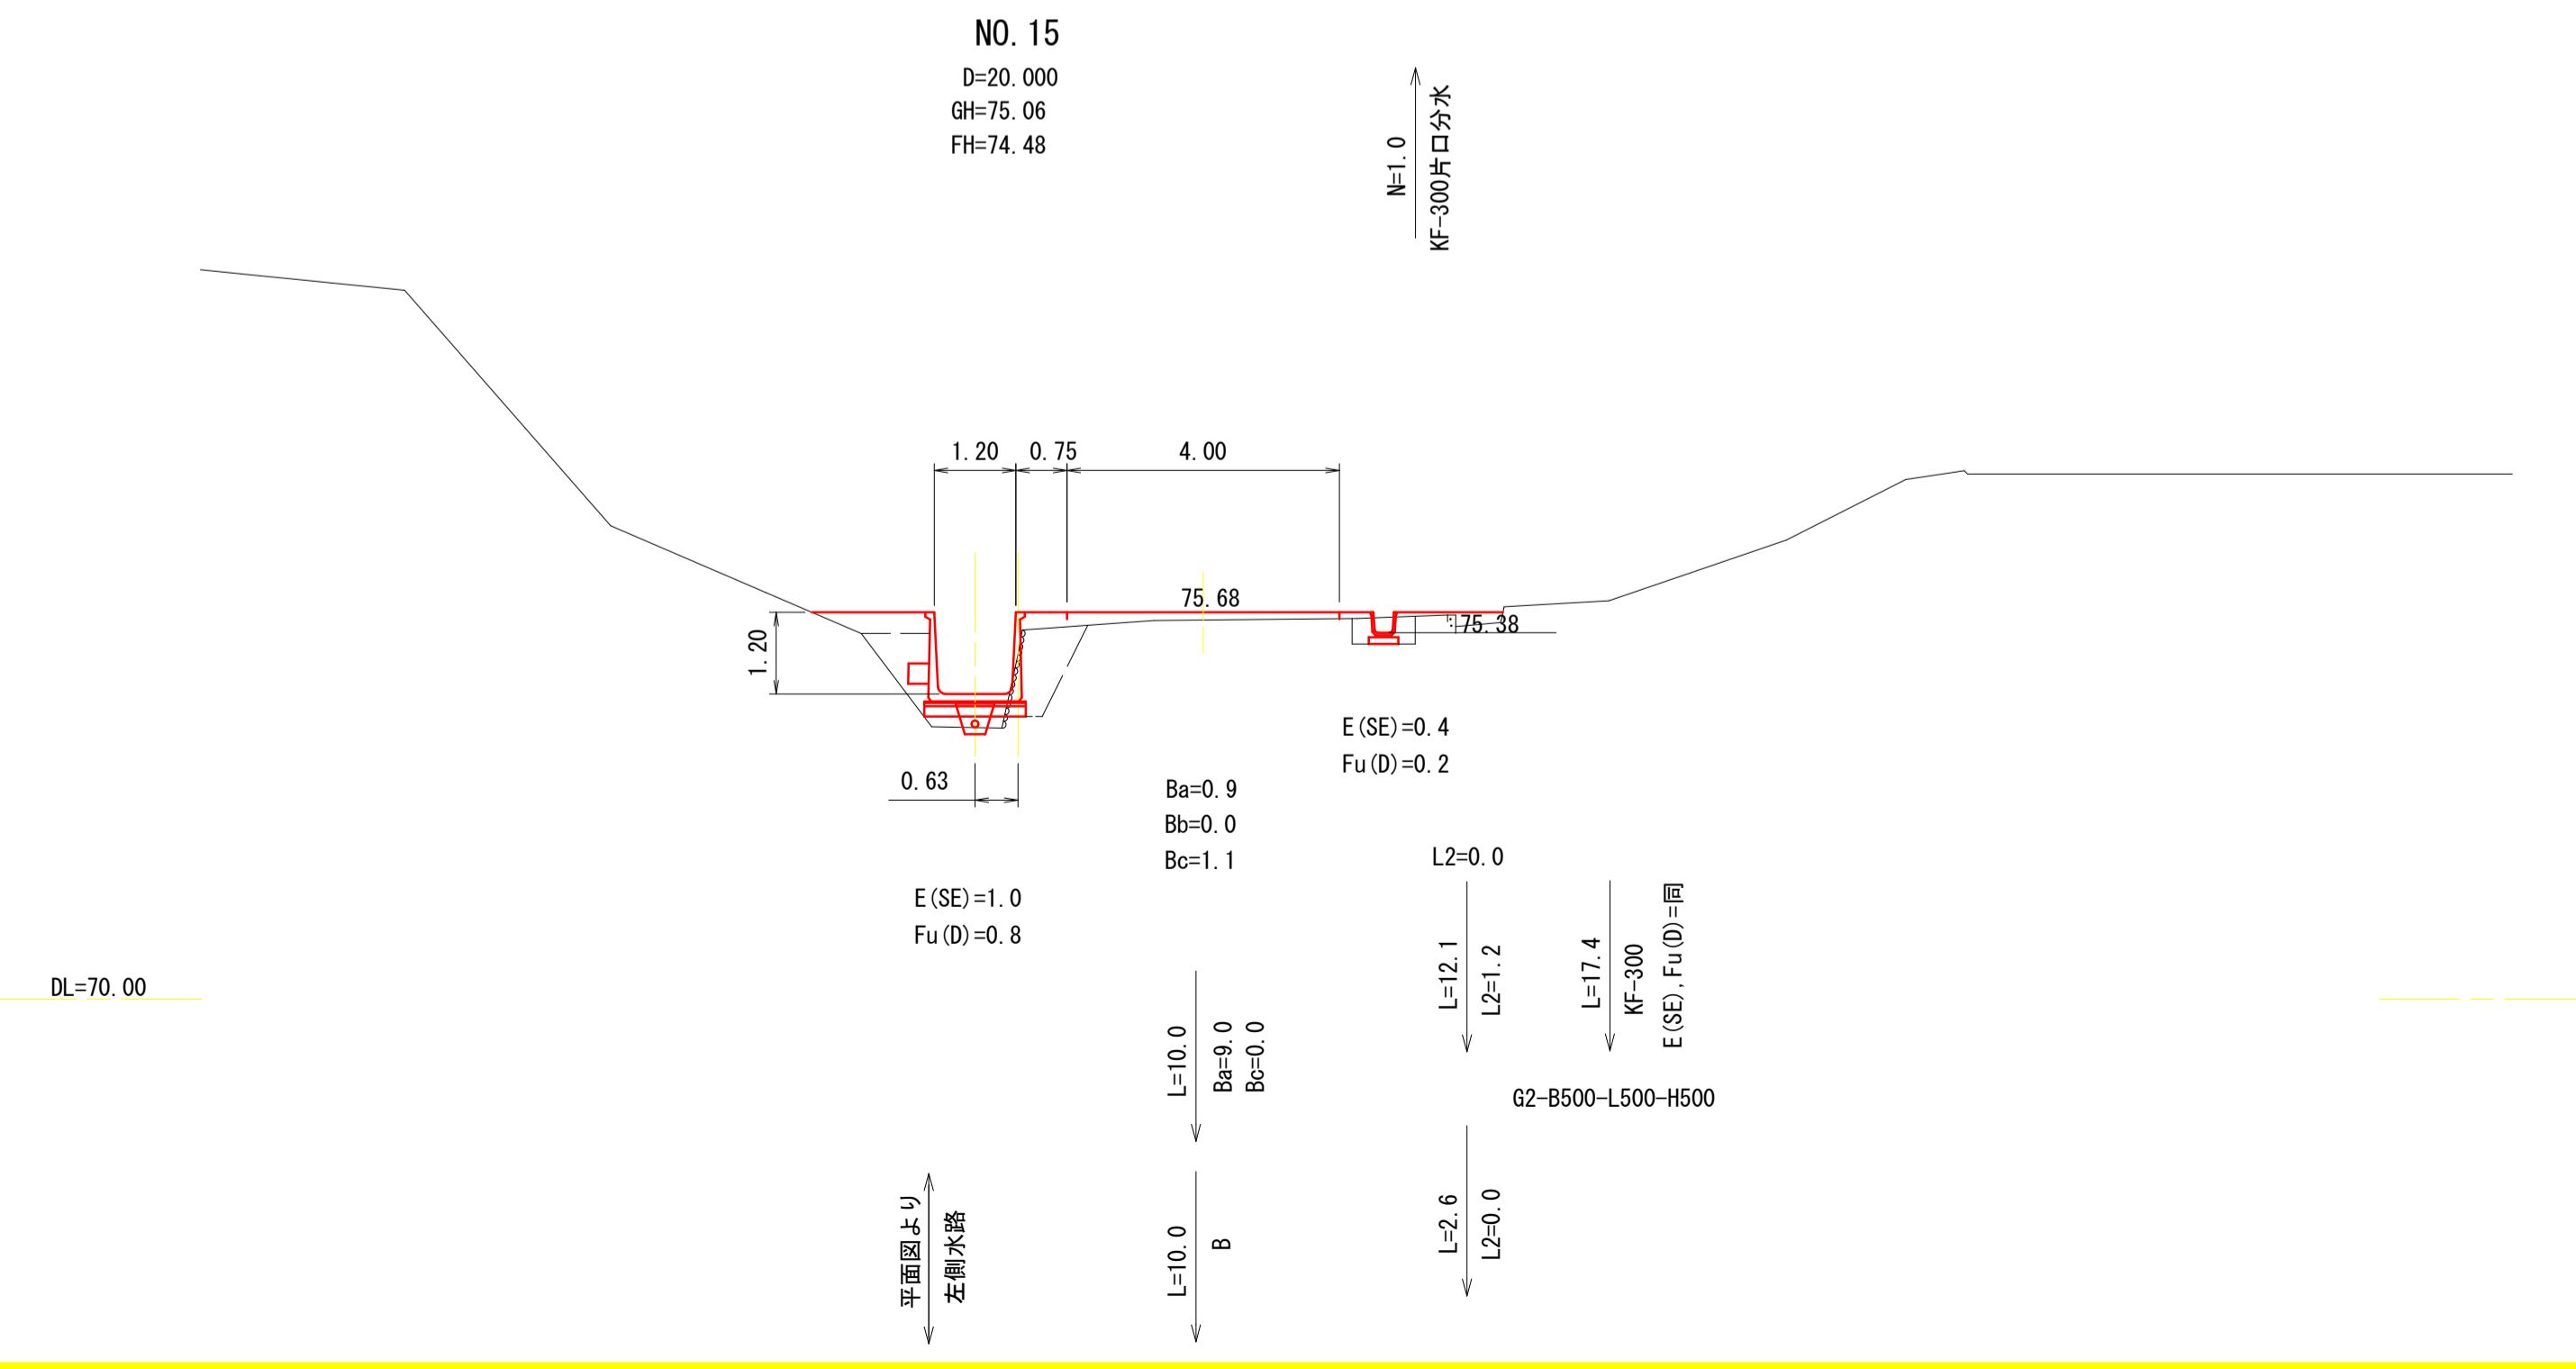 NO.15
D=20.000
GH=75.06
FH=74.48
N=1.0
KF-300片口分水
1.20
0.75
4.00
75.68
75.38
1.20
0.63
E(SE)=0.4
Fu(D)=0.2
Ba=0.9
Bb=0.0
Bc=1.1
L2=0.0
E(SE)=1.0
Fu(D)=0.8
DL=70.00
L=12.1
L2=1.2
L=17.4
KF-300
E(SE),Fu(D)=同
L=10.0
Ba=9.0
Bc=0.0
G2-B500-L500-H500
平面図より
左側水路
L=10.0
B
L=2.6
L2=0.0